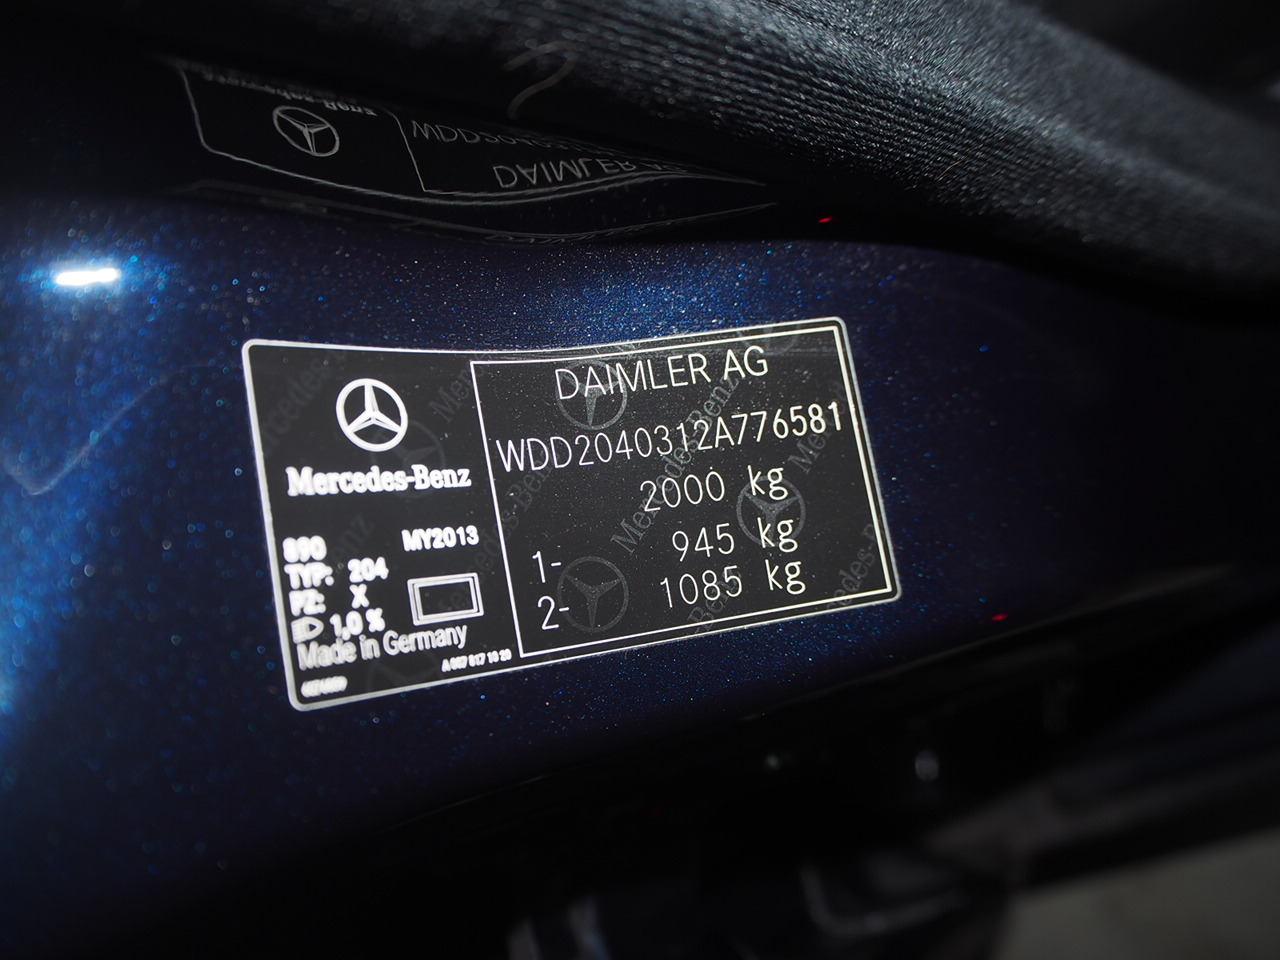 Mercedes-Benz
890 MY2013
TYP: 204
PZ: X
1,0 %
Made in Germany
DAIMLER AG
WDD2040312A776581
2000 kg
1- 945 kg
2- 1085 kg